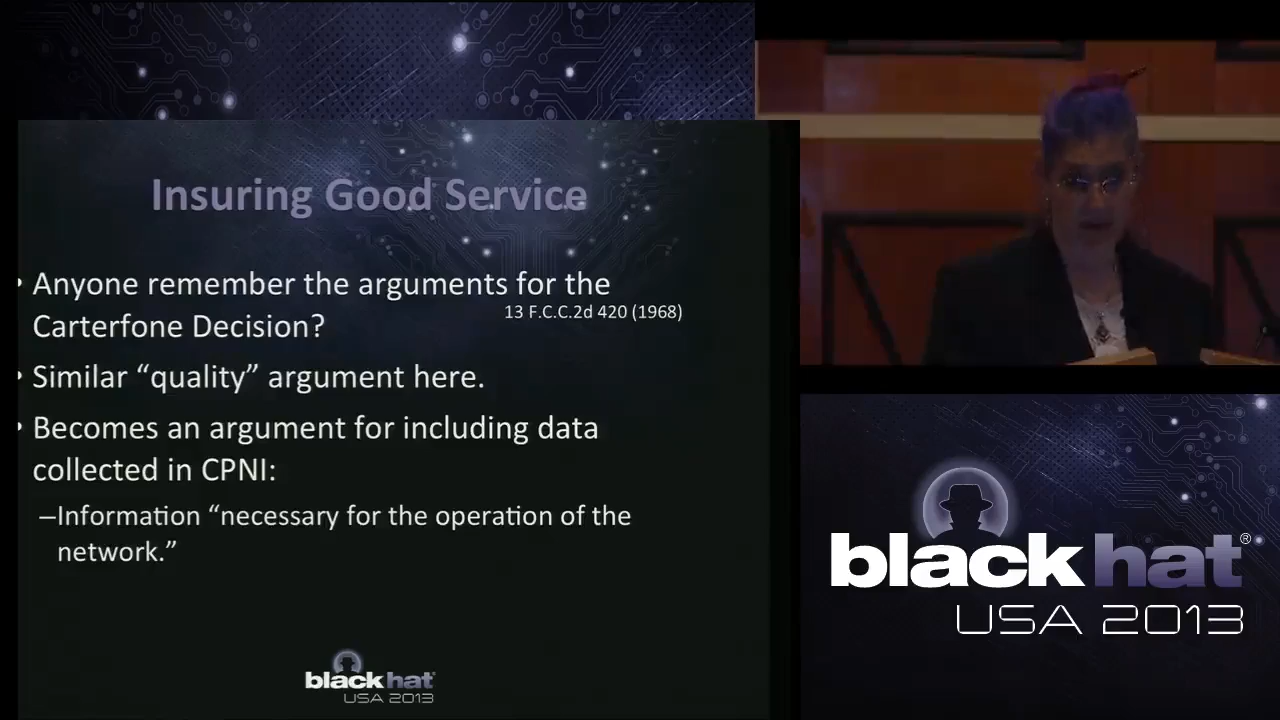 Insuring Good Service
• Anyone remember the arguments for the
13 F.C.C.2d 420 (1968)
Carterfone Decision?
• Similar “quality” argument here.
• Becomes an argument for including data
collected in CPNI:
–Information “necessary for the operation of the
network.”
black hat
USA 2013
black hat®
USA 2013